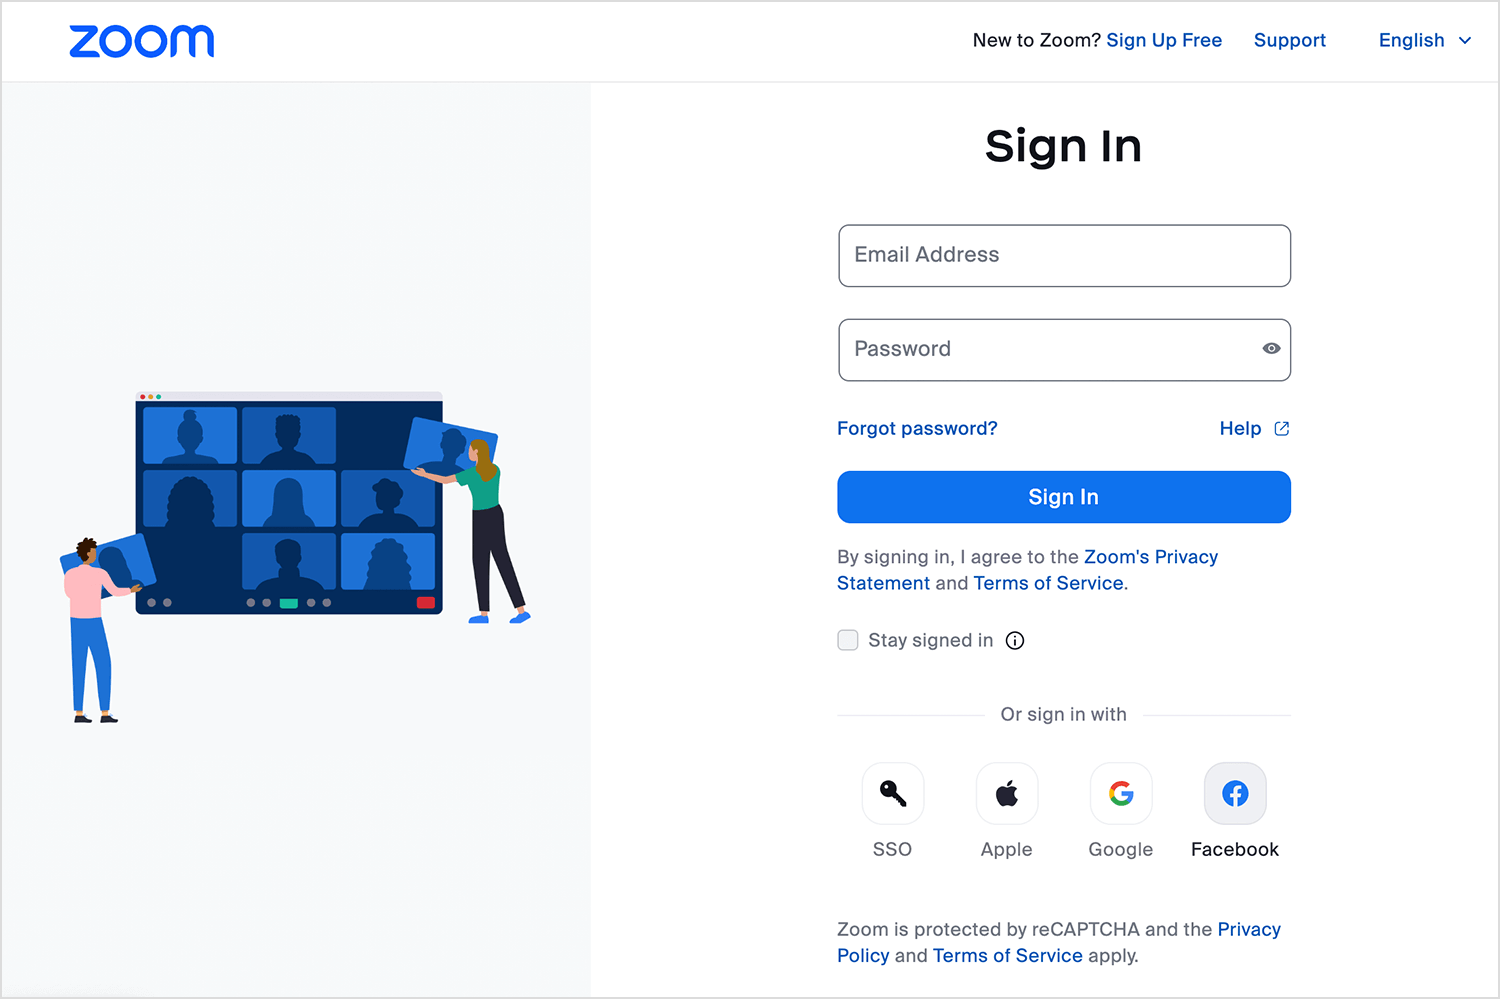 zoom
New to Zoom? Sign Up Free Support English
Sign In
Email Address
Password
Forgot password? Help
Sign In
By signing in, I agree to the Zoom's Privacy
Statement and Terms of Service.
Stay signed in
Or sign in with
SSO Apple Google Facebook
Zoom is protected by reCAPTCHA and the Privacy
Policy and Terms of Service apply.